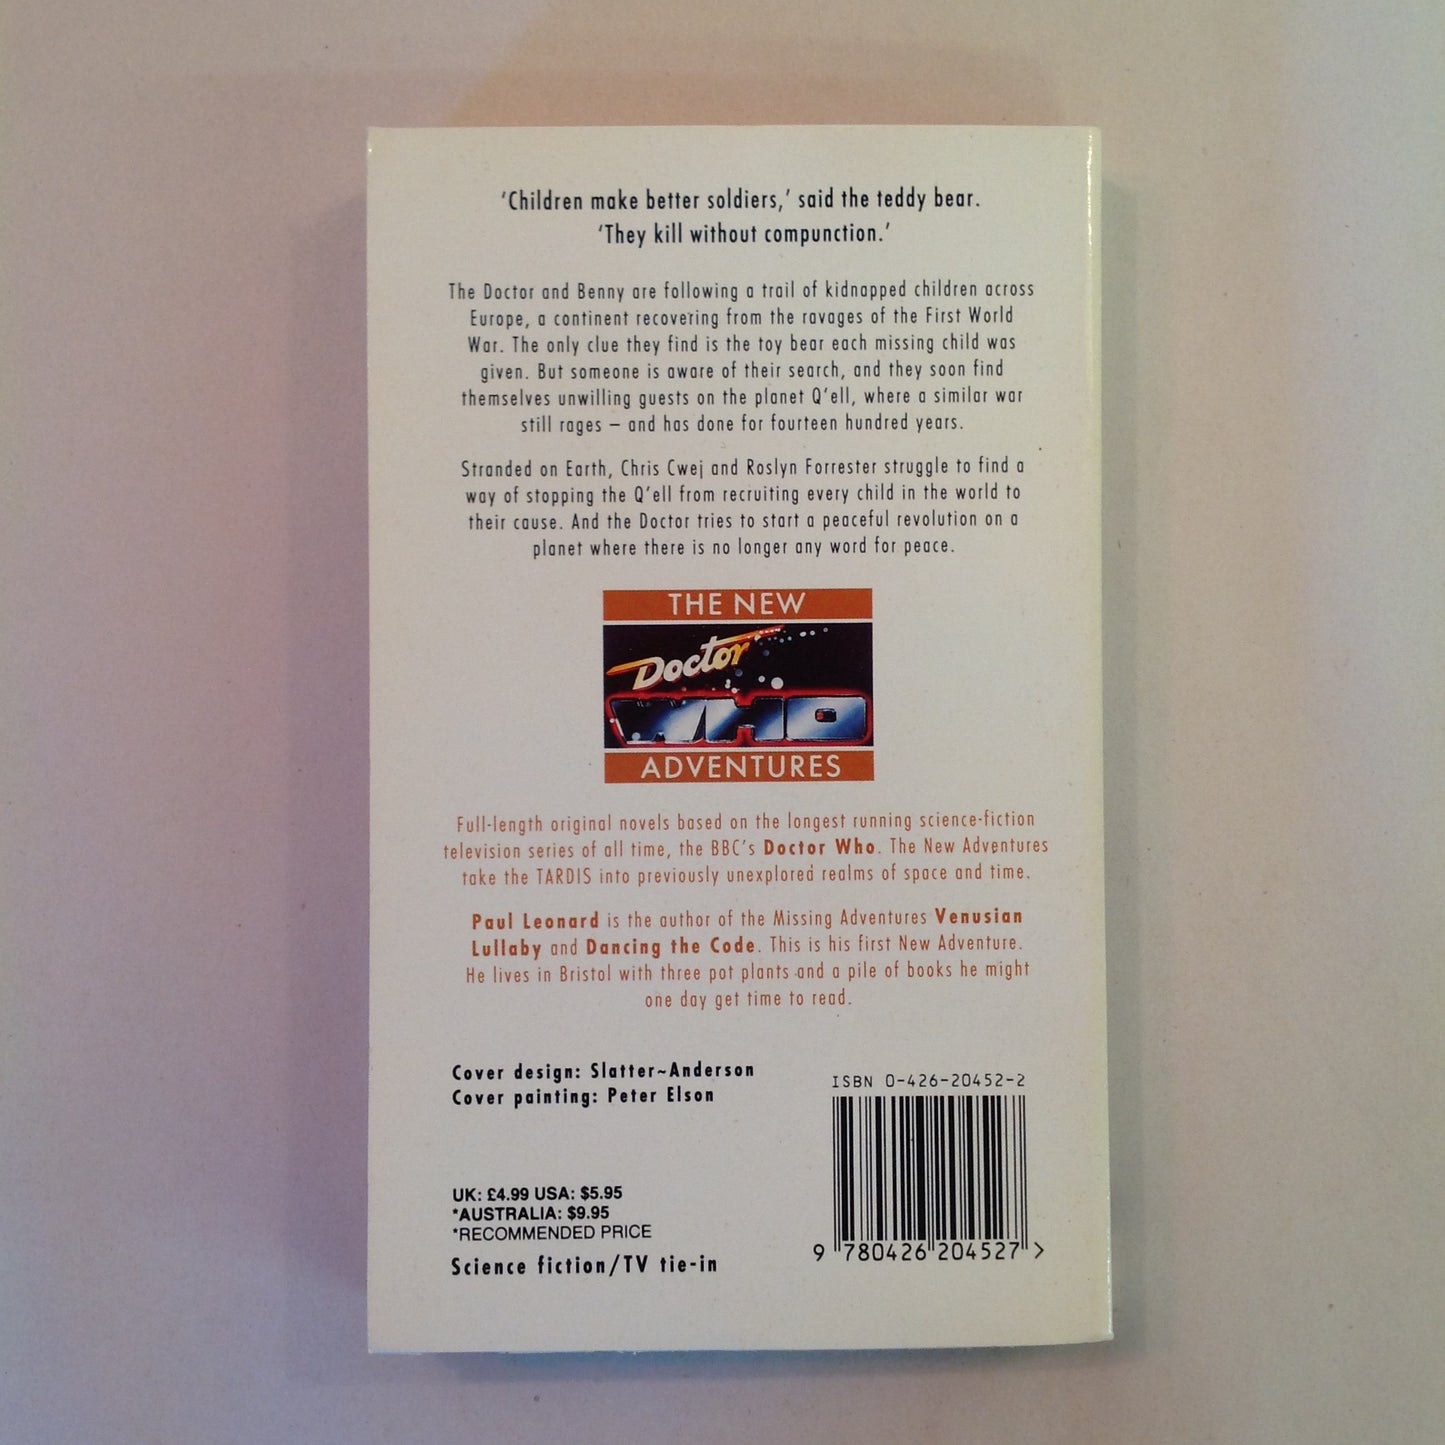 ‘Children make better soldiers,’ said the teddy bear.
‘They kill without compunction.’
The Doctor and Benny are following a trail of kidnapped children across
Europe, a continent recovering from the ravages of the First World
War. The only clue they find is the toy bear each missing child was
given. But someone is aware of their search, and they soon find
themselves unwilling guests on the planet Q’ell, where a similar war
still rages – and has done for fourteen hundred years.
Stranded on Earth, Chris Cwej and Roslyn Forrester struggle to find a
way of stopping the Q’ell from recruiting every child in the world to
their cause. And the Doctor tries to start a peaceful revolution on a
planet where there is no longer any word for peace.
THE NEW
Doctor
WHO
ADVENTURES
Full-length original novels based on the longest running science-fiction
television series of all time, the BBC’s Doctor Who. The New Adventures
take the TARDIS into previously unexplored realms of space and time.
Paul Leonard is the author of the Missing Adventures Venusian
Lullaby and Dancing the Code. This is his first New Adventure.
He lives in Bristol with three pot plants and a pile of books he might
one day get time to read.
Cover design: Slatter~Anderson
Cover painting: Peter Elson
ISBN 0-426-20452-2
9 780426 204527 >
UK: £4.99 USA: $5.95
*AUSTRALIA: $9.95
*RECOMMENDED PRICE
Science fiction/TV tie-in